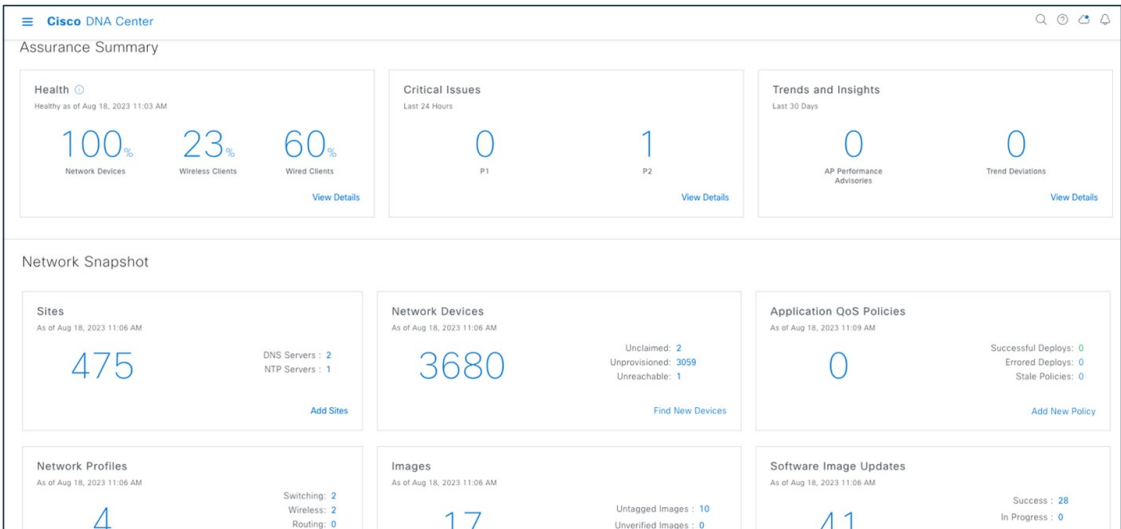 Cisco DNA Center
Assurance Summary
Health
Healthy as of Aug 18, 2023 11:03 AM
100%
Network Devices
23%
Wireless Clients
60%
Wired Clients
View Details
Critical Issues
Last 24 Hours
0
P1
1
P2
View Details
Trends and Insights
Last 30 Days
0
AP Performance
Advisories
0
Trend Deviations
View Details
Network Snapshot
Sites
As of Aug 18, 2023 11:06 AM
475
DNS Servers : 2
NTP Servers : 1
Add Sites
Network Devices
As of Aug 18, 2023 11:06 AM
3680
Unclaimed: 2
Unprovisioned: 3059
Unreachable: 1
Find New Devices
Application QoS Policies
As of Aug 18, 2023 11:09 AM
0
Successful Deploys: 0
Errored Deploys: 0
Stale Policies: 0
Add New Policy
Network Profiles
As of Aug 18, 2023 11:06 AM
4
Switching: 2
Wireless: 2
Routing: 0
Images
As of Aug 18, 2023 11:06 AM
17
Untagged Images : 10
Unverified Images : 0
Software Image Updates
As of Aug 18, 2023 11:06 AM
41
Success : 28
In Progress : 0